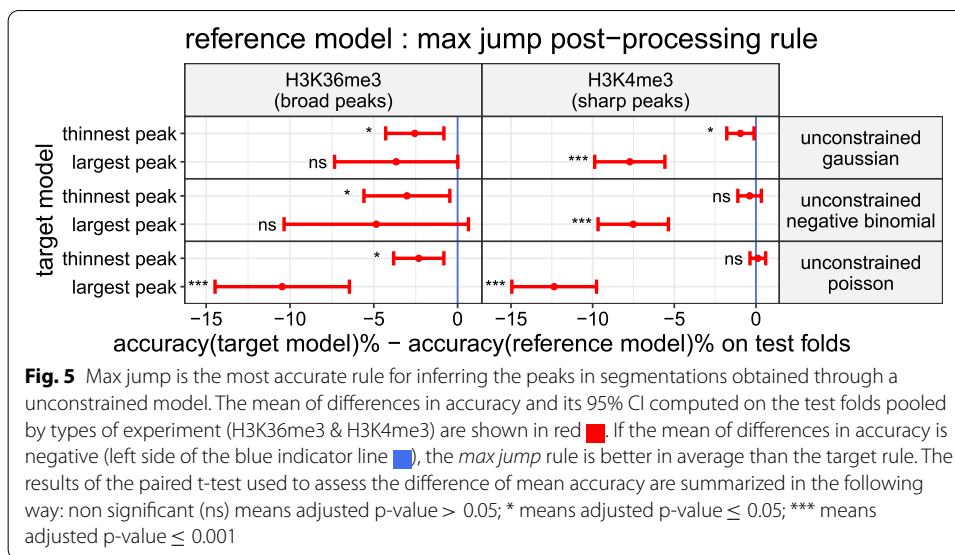 reference model : max jump post−processing rule
H3K36me3
(broad peaks)
H3K4me3
(sharp peaks)
target model
thinnest peak
*
*
unconstrained
gaussian
largest peak
ns
***
thinnest peak
*
ns
unconstrained
negative binomial
largest peak
ns
***
thinnest peak
*
ns
unconstrained
poisson
largest peak
***
***
−15 −10 −5 0 −15 −10 −5 0
accuracy(target model)% − accuracy(reference model)% on test folds
Fig. 5 Max jump is the most accurate rule for inferring the peaks in segmentations obtained through a
unconstrained model. The mean of differences in accuracy and its 95% CI computed on the test folds pooled
by types of experiment (H3K36me3 & H3K4me3) are shown in red . If the mean of differences in accuracy is
negative (left side of the blue indicator line ), the max jump rule is better in average than the target rule. The
results of the paired t-test used to assess the difference of mean accuracy are summarized in the following
way: non significant (ns) means adjusted p-value > 0.05; * means adjusted p-value ≤ 0.05; *** means
adjusted p-value ≤ 0.001